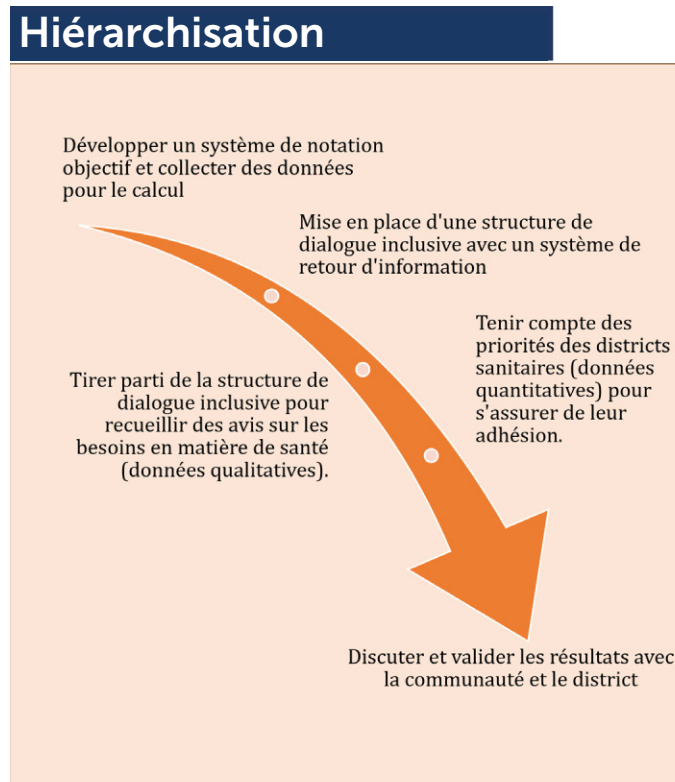 Hiérarchisation
Développer un système de notation
objectif et collecter des données
pour le calcul
Mise en place d'une structure de
dialogue inclusive avec un système de
retour d'information
Tirer parti de la structure de
dialogue inclusive pour
recueillir des avis sur les
besoins en matière de santé
(données qualitatives).
Tenir compte des
priorités des districts
sanitaires (données
quantitatives) pour
s'assurer de leur
adhésion.
Discuter et valider les résultats avec
la communauté et le district